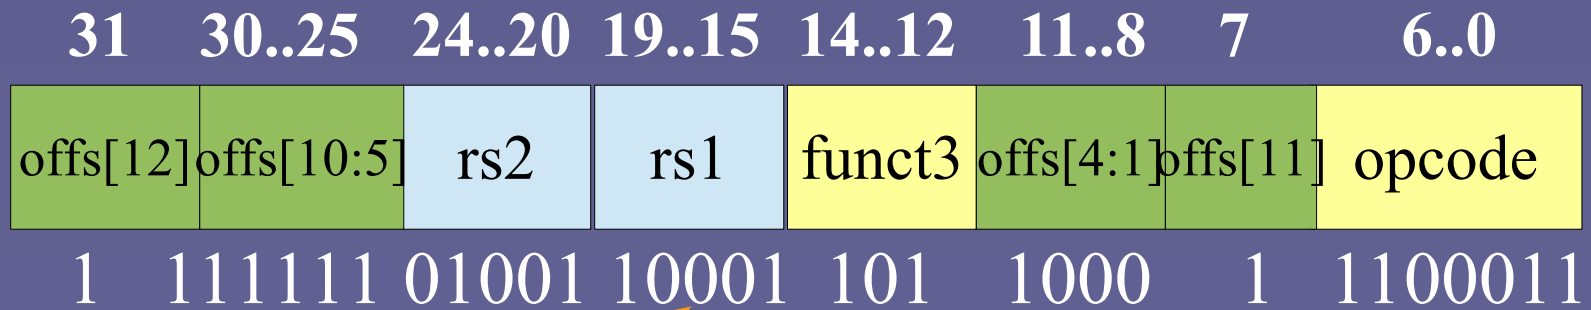 31 30..25 24..20 19..15 14..12 11..8 7 6..0
offs[12] offs[10:5] rs2 rs1 funct3 offs[4:1] offs[11] opcode
1 111111 01001 10001 101 1000 1 1100011